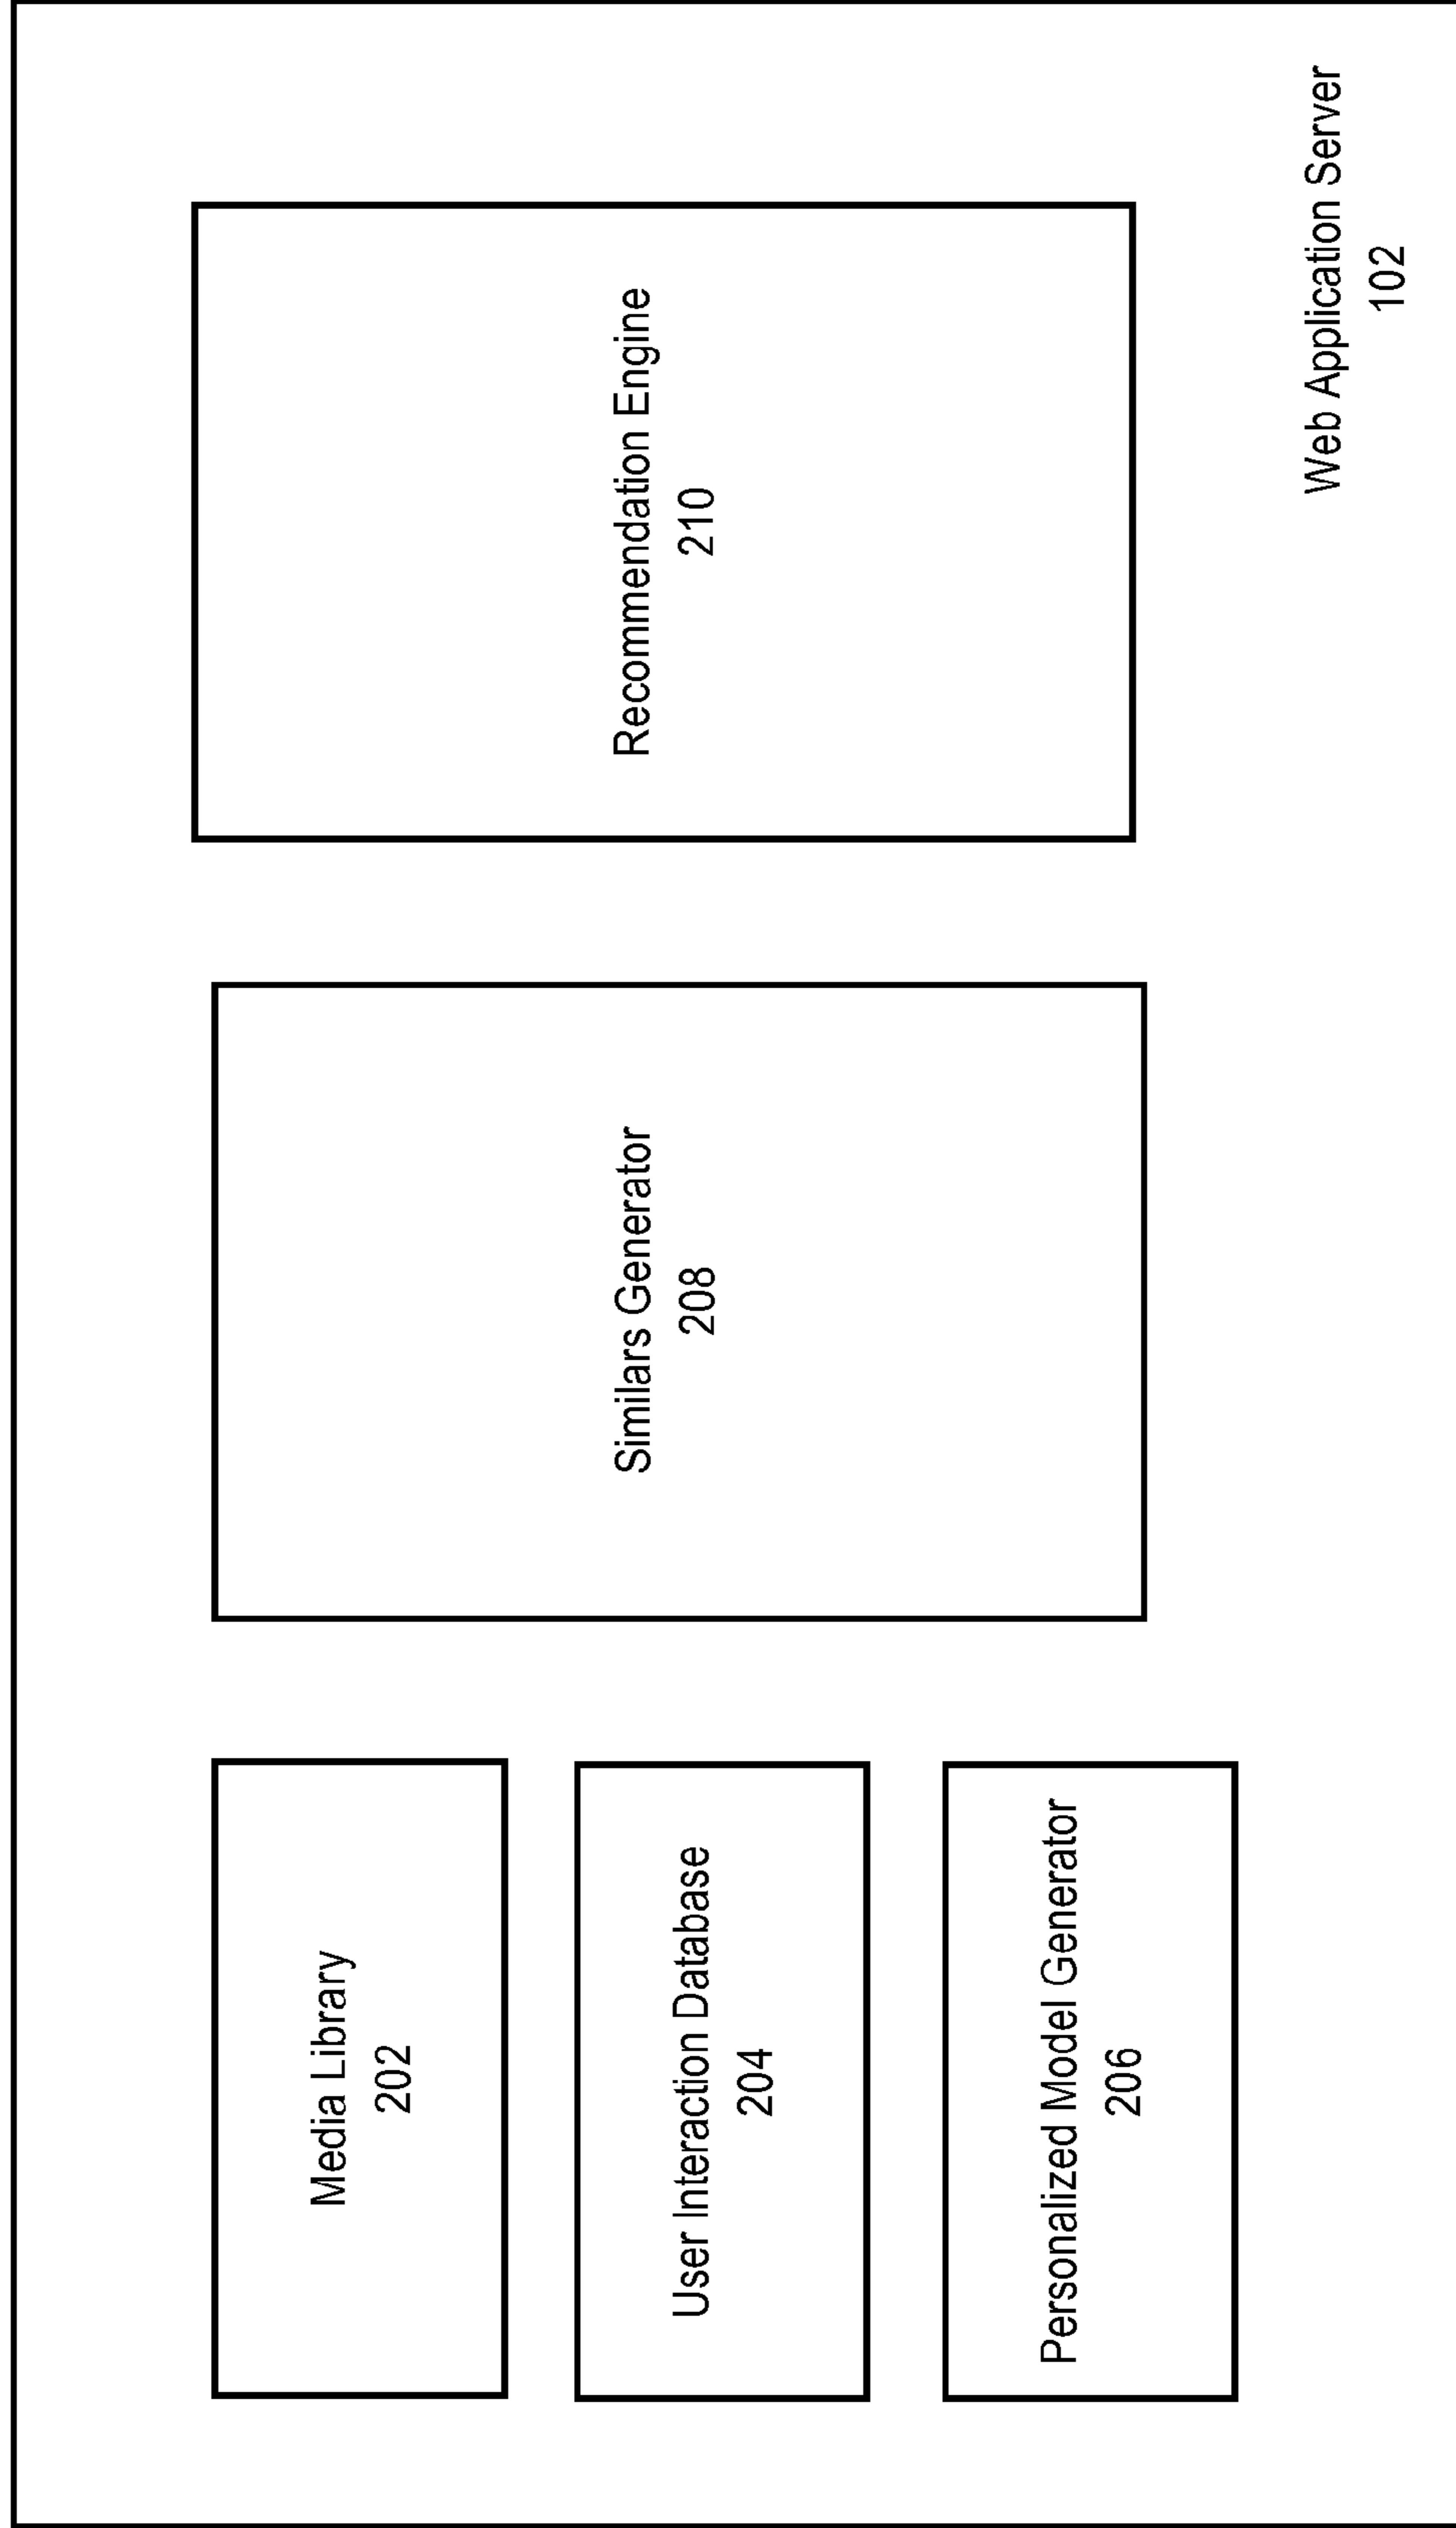 Media Library
202
User Interaction Database
204
Personalized Model Generator
206
Similars Generator
208
Recommendation Engine
210
Web Application Server
102